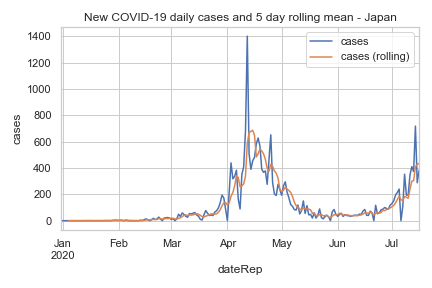 New COVID-19 daily cases and 5 day rolling mean - Japan
cases
cases (rolling)
1400
1200
1000
800
600
400
200
0
cases
Jan
2020
Feb
Mar
Apr
May
Jun
Jul
dateRep